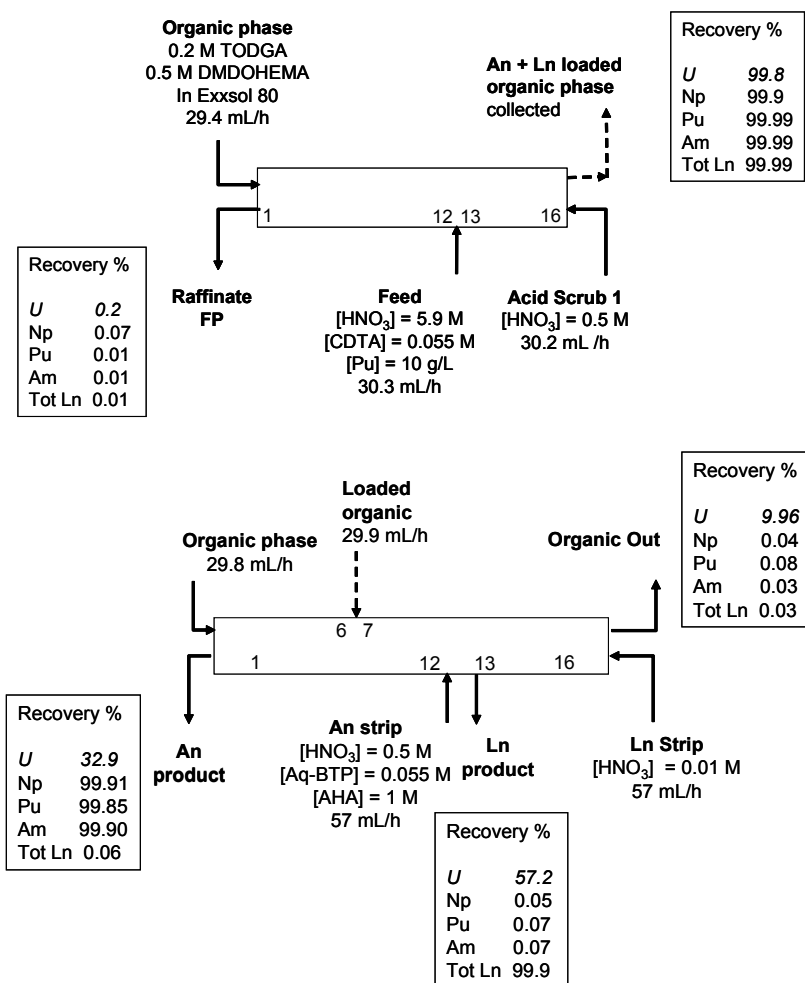 Organic phase
0.2 M TODGA
0.5 M DMDOHEMA
In Exxsol 80
29.4 mL/h
An + Ln loaded
organic phase
collected
Recovery %
U 99.8
Np 99.9
Pu 99.99
Am 99.99
Tot Ln 99.99
1 12 13 16
Recovery %
U 0.2
Np 0.07
Pu 0.01
Am 0.01
Tot Ln 0.01
Raffinate
FP
Feed
[HNO3] = 5.9 M
[CDTA] = 0.055 M
[Pu] = 10 g/L
30.3 mL/h
Acid Scrub 1
[HNO3] = 0.5 M
30.2 mL /h
Loaded
organic
29.9 mL/h
Organic phase
29.8 mL/h
Organic Out
Recovery %
U 9.96
Np 0.04
Pu 0.08
Am 0.03
Tot Ln 0.03
6 7
1 12 13 16
Recovery %
U 32.9
Np 99.91
Pu 99.85
Am 99.90
Tot Ln 0.06
An
product
An strip
[HNO3] = 0.5 M
[Aq-BTP] = 0.055 M
[AHA] = 1 M
57 mL/h
Ln
product
Ln Strip
[HNO3] = 0.01 M
57 mL/h
Recovery %
U 57.2
Np 0.05
Pu 0.07
Am 0.07
Tot Ln 99.9